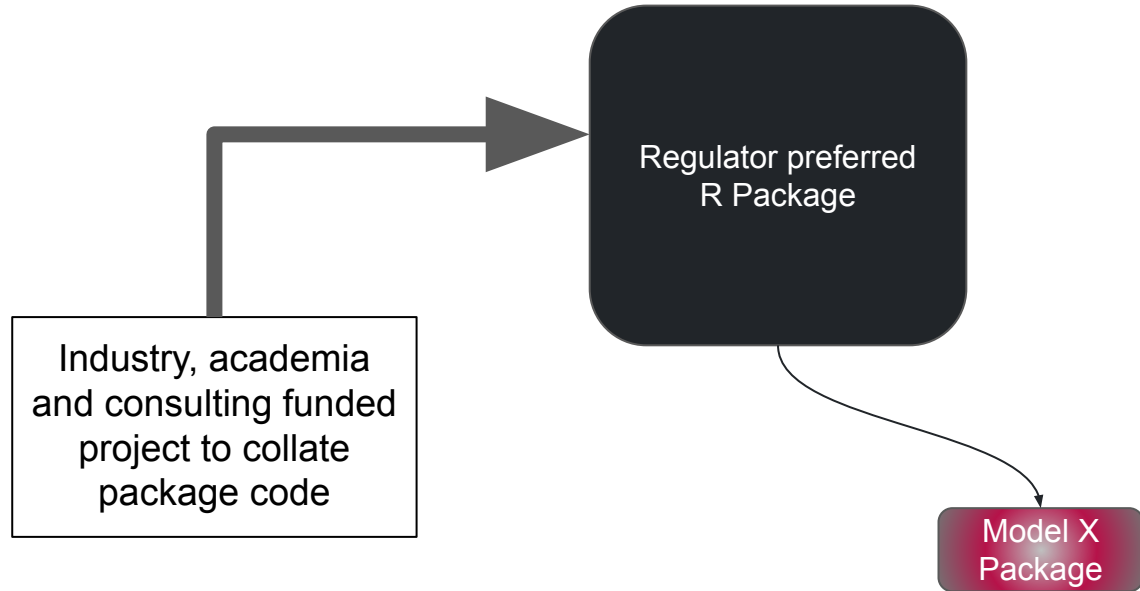 Regulator preferred
R Package
Industry, academia
and consulting funded
project to collate
package code
Model X
Package